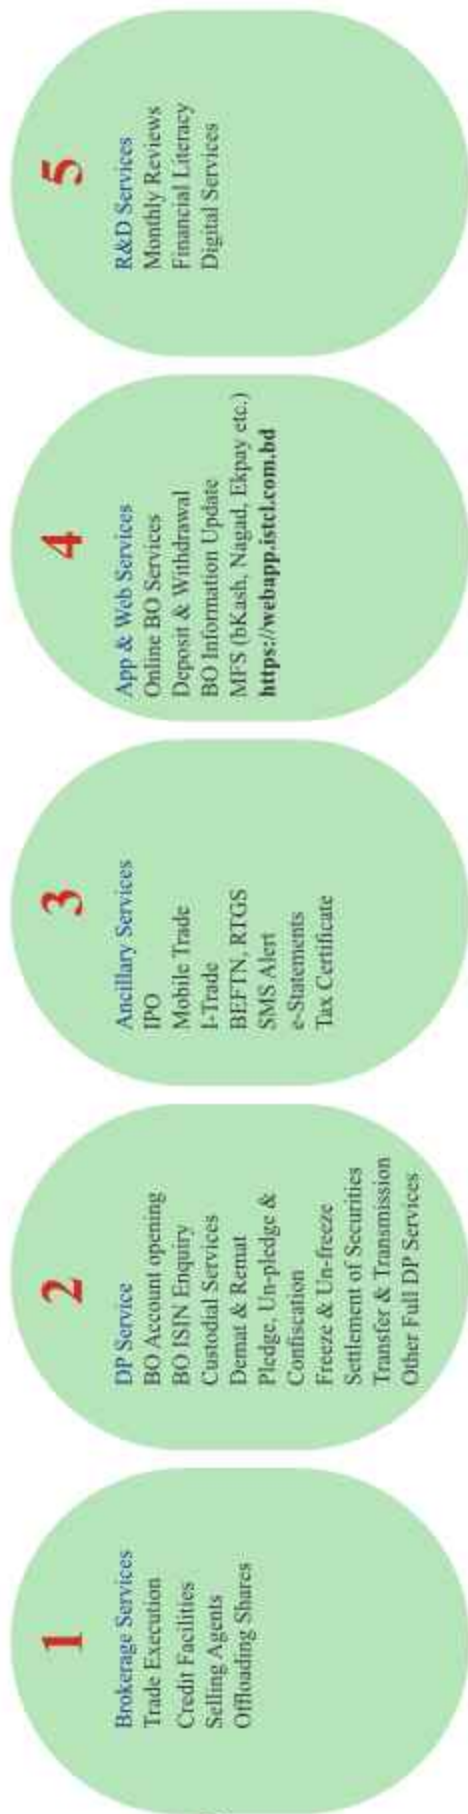 1
Brokerage Services
Trade Execution
Credit Facilities
Selling Agents
Offloading Shares
2
DP Service
BO Account opening
BO ISIN Enquiry
Custodial Services
Demat & Remat
Pledge, Un-pledge &
Confiscation
Freeze & Un-freeze
Settlement of Securities
Transfer & Transmission
Other Full DP Services
3
Ancillary Services
IPO
Mobile Trade
I-Trade
BEFTN, RTGS
SMS Alert
e-Statements
Tax Certificate
4
App & Web Services
Online BO Services
Deposit & Withdrawal
BO Information Update
MFS (bKash, Nagad, Ekpay etc.)
https://webapp.istcl.com.bd
5
R&D Services
Monthly Reviews
Financial Literacy
Digital Services